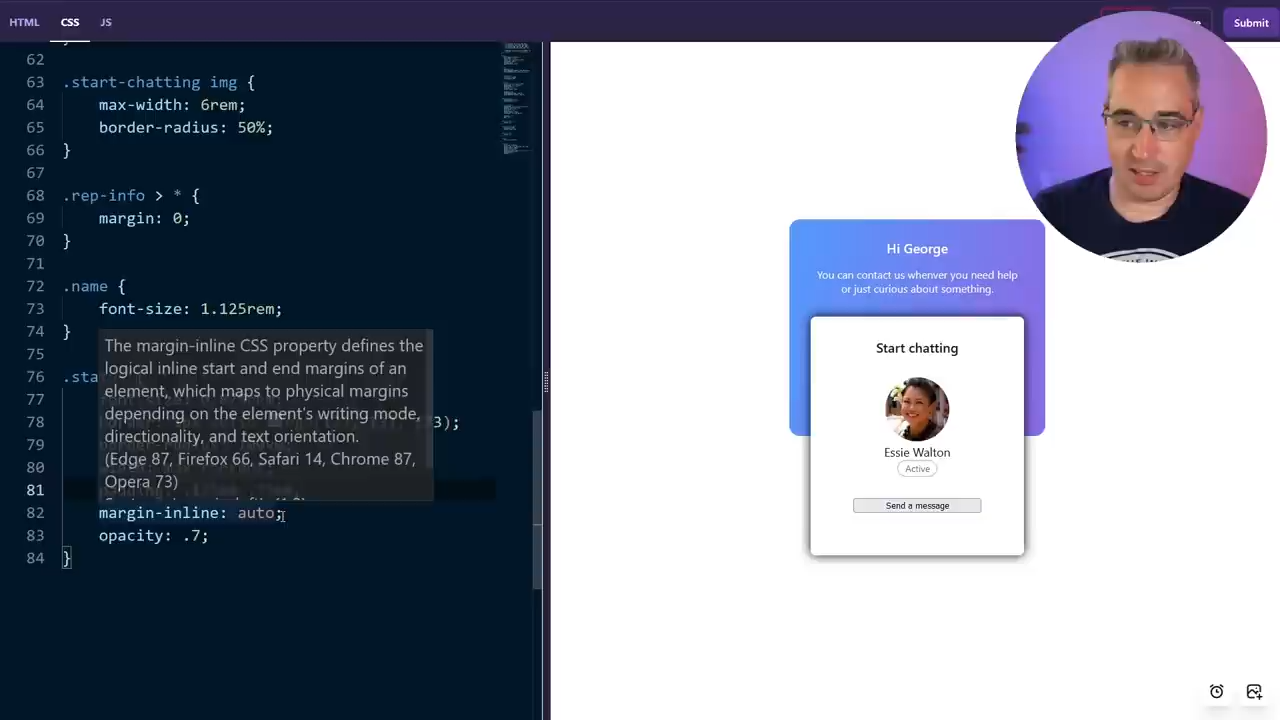 HTML CSS JS
Submit
62
63 .start-chatting img {
64 max-width: 6rem;
65 border-radius: 50%;
66 }
67
68 .rep-info > * {
69 margin: 0;
70 }
71
72 .name {
73 font-size: 1.125rem;
74 }
75
76 .sta
77
78 3);
79
80
81
82 margin-inline: auto;
83 opacity: .7;
84 }
The margin-inline CSS property defines the
logical inline start and end margins of an
element, which maps to physical margins
depending on the element's writing mode,
directionality, and text orientation.
(Edge 87, Firefox 66, Safari 14, Chrome 87,
Opera 73)
Hi George
You can contact us whenver you need help
or just curious about something.
Start chatting
Essie Walton
Active
Send a message